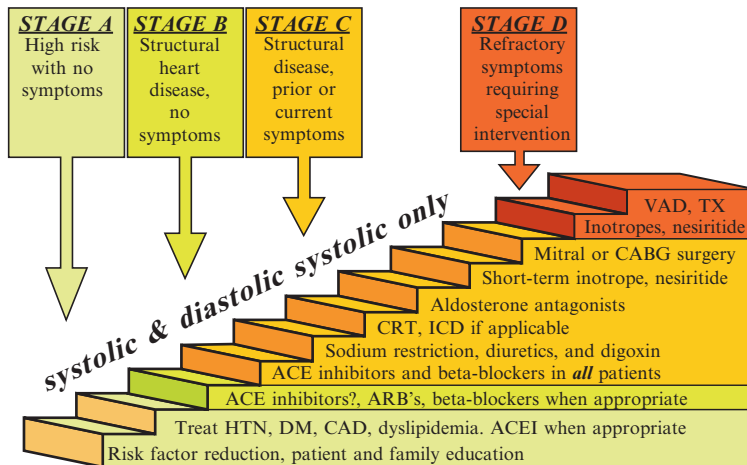 STAGE A
High risk
with no
symptoms
STAGE B
Structural
heart
disease,
no
symptoms
STAGE C
Structural
disease,
prior or
current
symptoms
STAGE D
Refractory
symptoms
requiring
special
intervention
systolic & diastolic systolic only
VAD, TX
Inotropes, nesiritide
Mitral or CABG surgery
Short-term inotrope, nesiritide
Aldosterone antagonists
CRT, ICD if applicable
Sodium restriction, diuretics, and digoxin
ACE inhibitors and beta-blockers in all patients
ACE inhibitors?, ARB's, beta-blockers when appropriate
Treat HTN, DM, CAD, dyslipidemia. ACEI when appropriate
Risk factor reduction, patient and family education